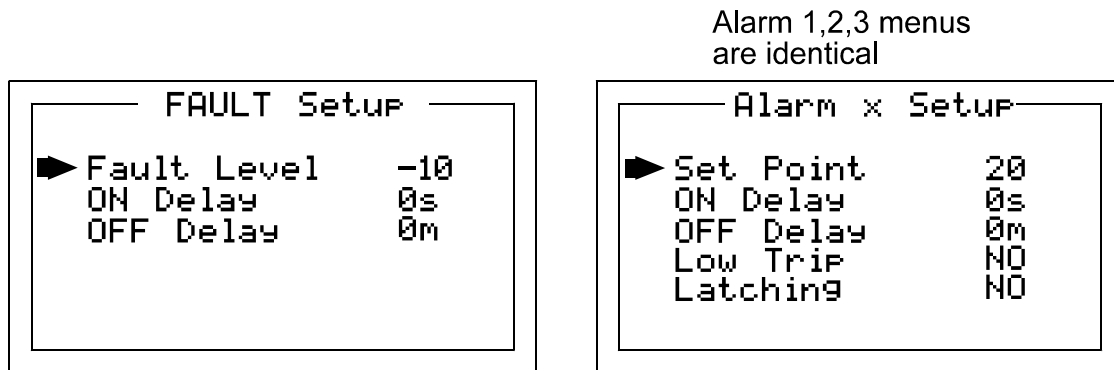 Alarm 1,2,3 menus
are identical
FAULT Setup
Fault Level -10
ON Delay 0s
OFF Delay 0m
Alarm x Setup
Set Point 20
ON Delay 0s
OFF Delay 0m
Low Trip NO
Latching NO